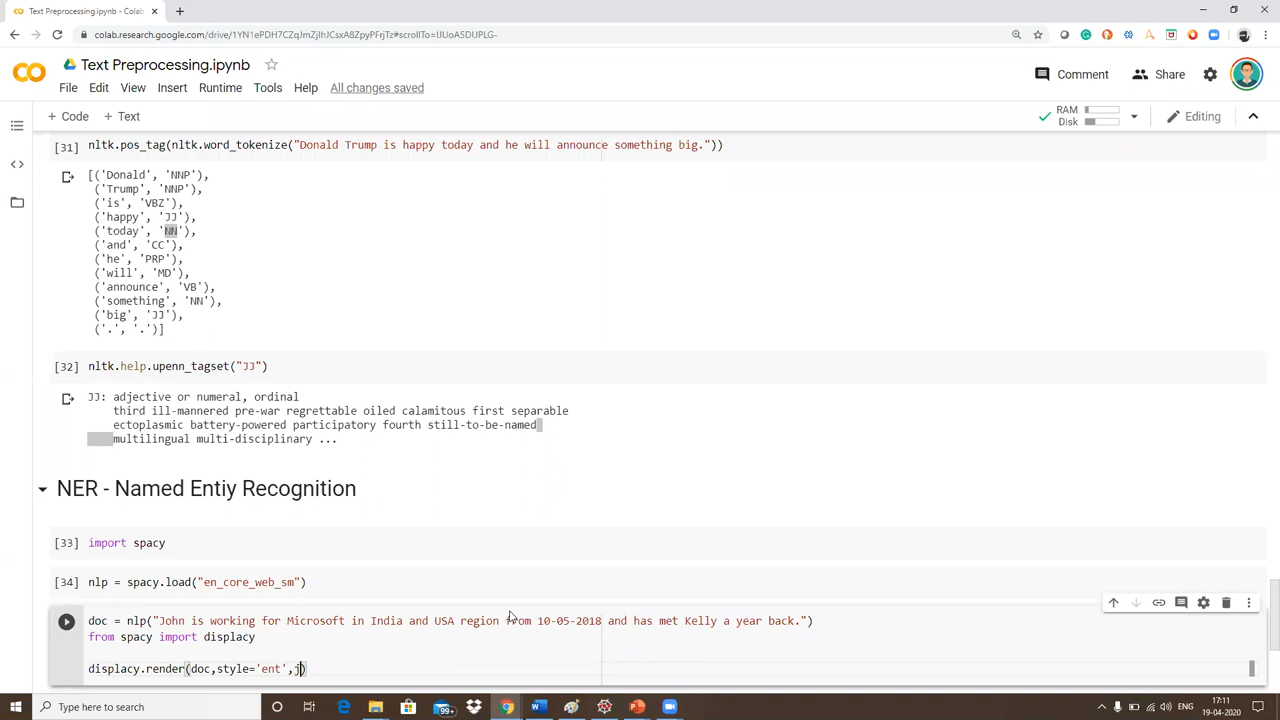 Text Preprocessing.ipynb - Colab
colab.research.google.com/drive/1YN1ePDH7CZqJmZjIhJCsxA8ZpyPFrjTz#scrollTo=IJUoA5DUPLG-
CO Text Preprocessing.ipynb
Comment Share
File Edit View Insert Runtime Tools Help All changes saved
+ Code + Text RAM Disk Editing
[31] nltk.pos_tag(nltk.word_tokenize("Donald Trump is happy today and he will announce something big."))
[('Donald', 'NNP'),
('Trump', 'NNP'),
('is', 'VBZ'),
('happy', 'JJ'),
('today', 'NN'),
('and', 'CC'),
('he', 'PRP'),
('will', 'MD'),
('announce', 'VB'),
('something', 'NN'),
('big', 'JJ'),
('.', '.')]
[32] nltk.help.upenn_tagset("JJ")
JJ: adjective or numeral, ordinal
third ill-mannered pre-war regrettable oiled calamitous first separable
ectoplasmic battery-powered participatory fourth still-to-be-named
multilingual multi-disciplinary ...
NER - Named Entiy Recognition
[33] import spacy
[34] nlp = spacy.load("en_core_web_sm")
doc = nlp("John is working for Microsoft in India and USA region from 10-05-2018 and has met Kelly a year back.")
from spacy import displacy
displacy.render(doc,style='ent',j)
Type here to search
99+
ENG
17:11
19-04-2020